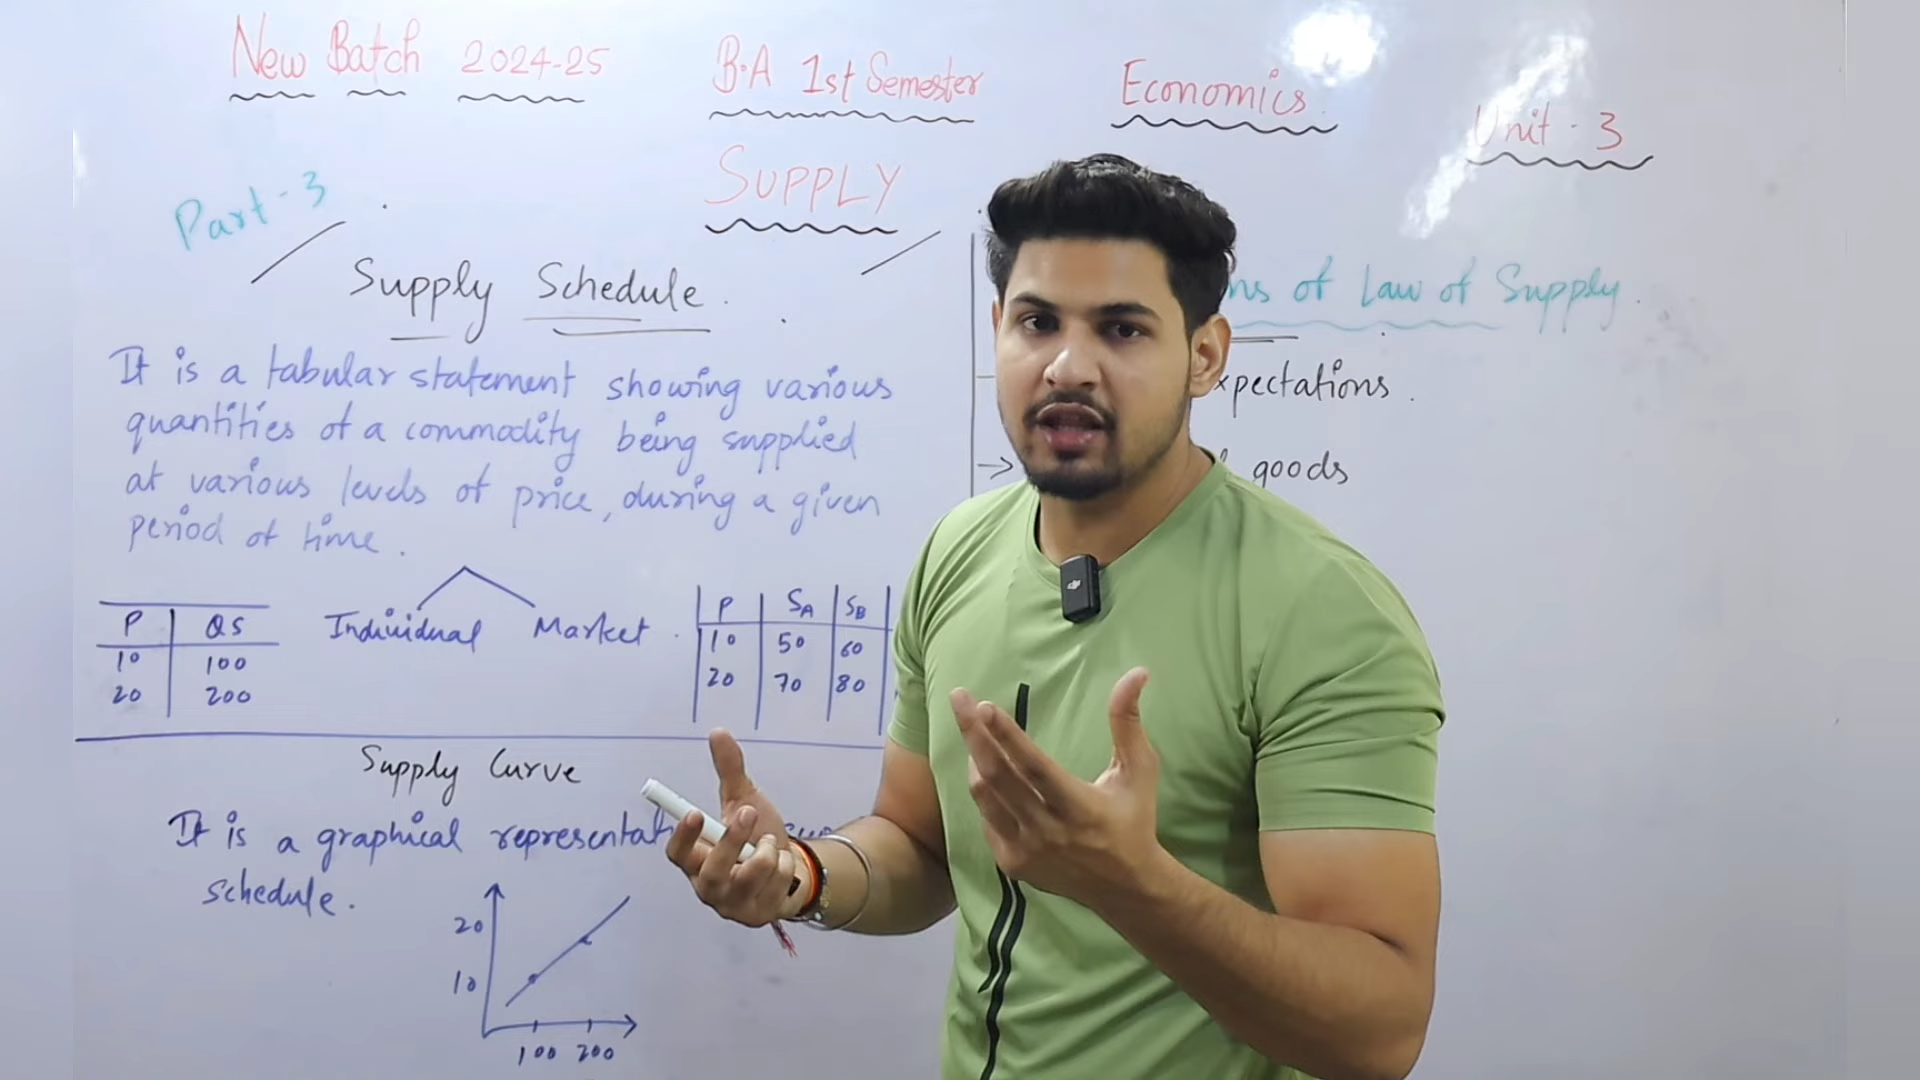 New Batch 2024-25 B.A 1st Semester Economics. Unit - 3
SUPPLY
Part - 3
Supply Schedule.
It is a tabular statement showing various
quantities of a commodity being supplied
at various levels of price, during a given
period of time.
Individual Market.
P QS
10 100
20 200
P SA SB
10 50 60
20 70 80
Supply Curve
It is a graphical
schedule.
20
10
100 200
of Law of Supply.
goods